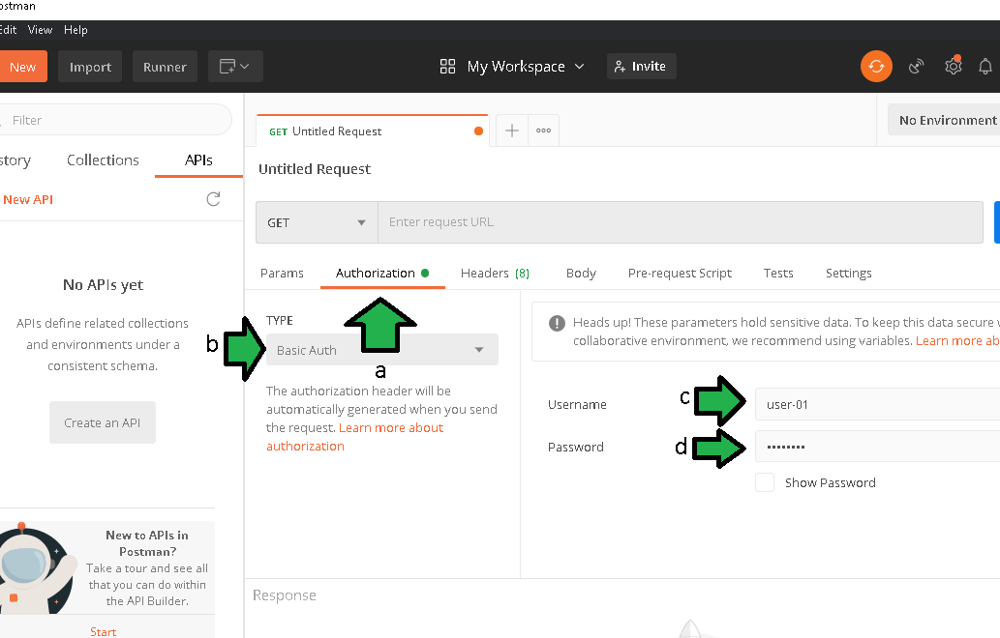 ostman
Edit View Help
New Import Runner My Workspace Invite
Filter
story Collections APIs
New API
No APIs yet
APIs define related collections
and environments under a
consistent schema.
Create an API
New to APIs in
Postman?
Take a tour and see all
that you can do within
the API Builder.
Start
GET Untitled Request
No Environment
Untitled Request
GET Enter request URL
Params Authorization Headers (8) Body Pre-request Script Tests Settings
TYPE
b
Basic Auth
a
The authorization header will be
automatically generated when you send
the request. Learn more about
authorization
Heads up! These parameters hold sensitive data. To keep this data secure w
collaborative environment, we recommend using variables. Learn more ab
Username c user-01
Password d ••••••••
Show Password
Response